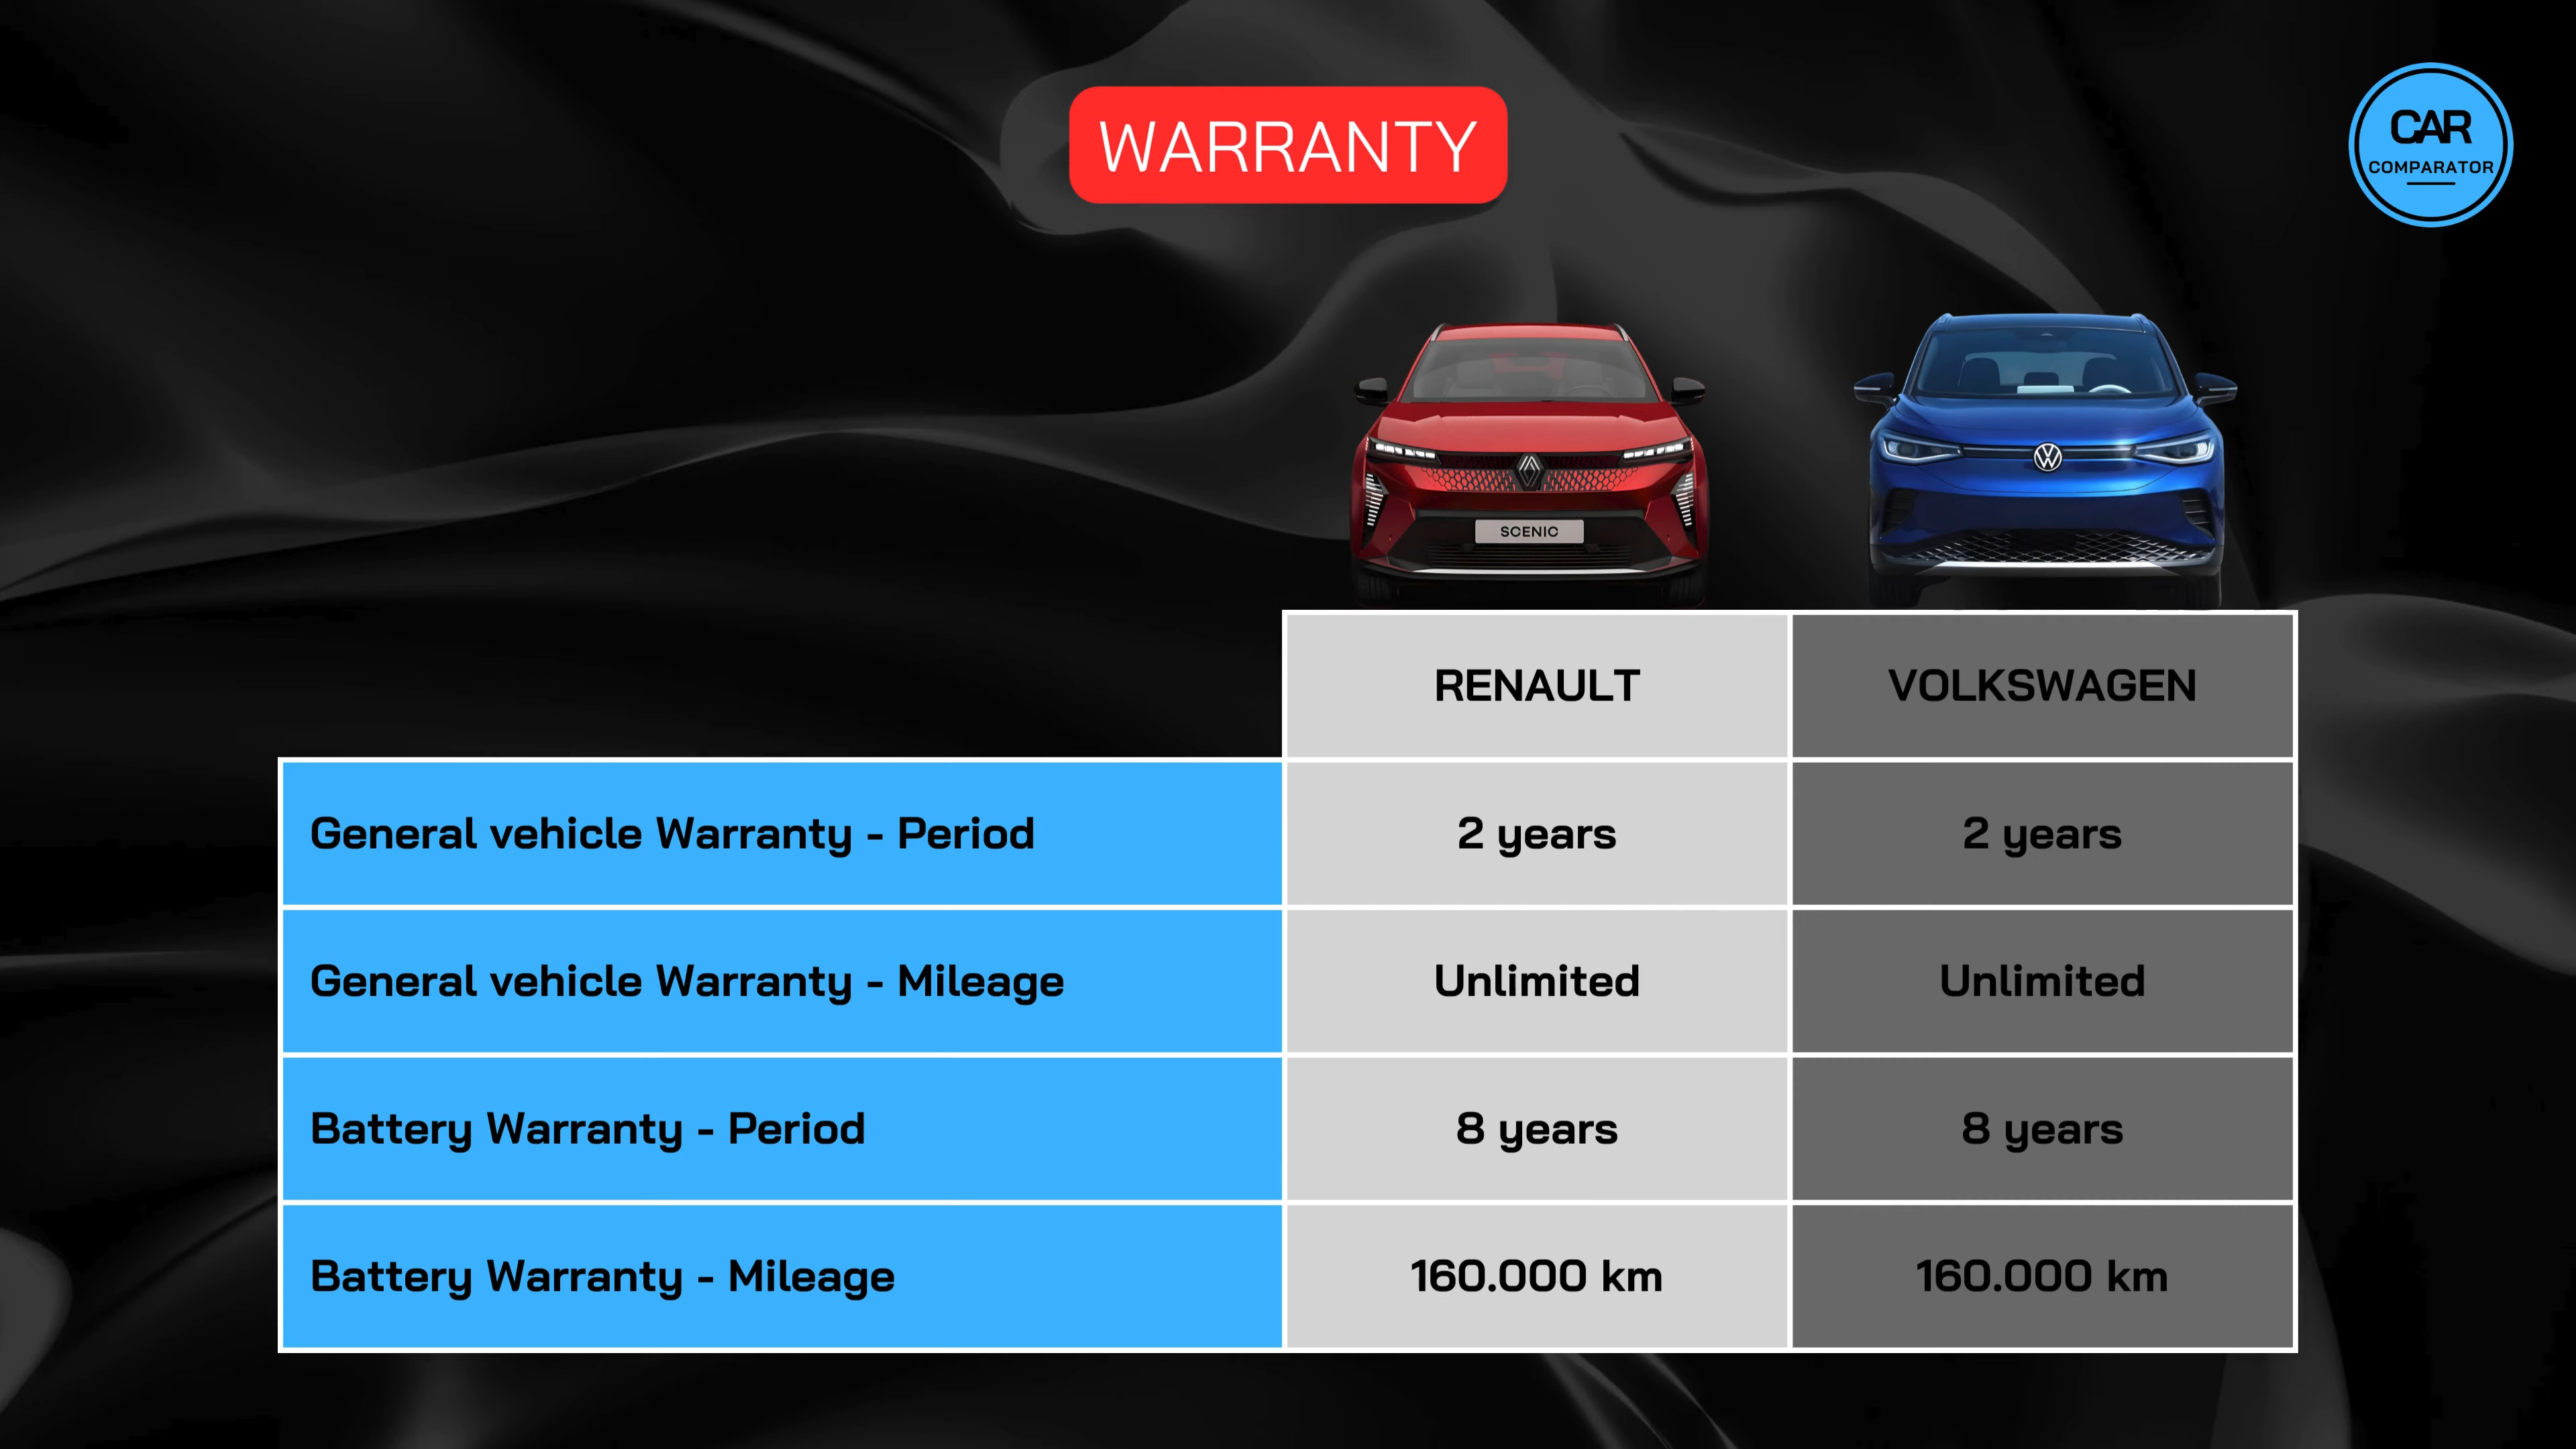 WARRANTY
CAR
COMPARATOR
SCENIC
RENAULT VOLKSWAGEN
General vehicle Warranty - Period 2 years 2 years
General vehicle Warranty - Mileage Unlimited Unlimited
Battery Warranty - Period 8 years 8 years
Battery Warranty - Mileage 160.000 km 160.000 km